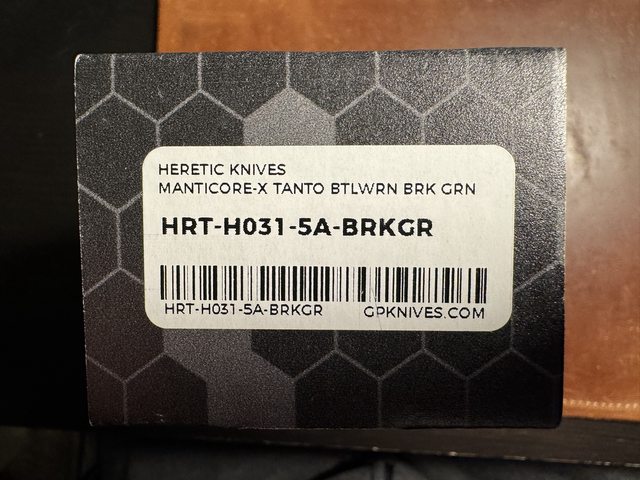 HERETIC KNIVES
MANTICORE-X TANTO BTLWRN BRK GRN
HRT-H031-5A-BRKGR
HRT-H031-5A-BRKGR GPKNIVES.COM